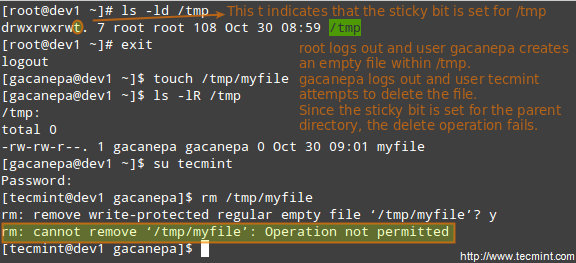 [root@dev1 ~]# ls -ld /tmp
This t indicates that the sticky bit is set for /tmp
drwxrwxrwt. 7 root root 108 Oct 30 08:59 /tmp
[root@dev1 ~]# exit
logout
root logs out and user gacanepa creates
an empty file within /tmp.
gacanepa logs out and user tecmint
attempts to delete the file.
Since the sticky bit is set for the parent
directory, the delete operation fails.
[gacanepa@dev1 ~]$ touch /tmp/myfile
[gacanepa@dev1 ~]$ ls -lR /tmp
/tmp:
total 0
-rw-rw-r--. 1 gacanepa gacanepa 0 Oct 30 09:01 myfile
[gacanepa@dev1 ~]$ su tecmint
Password:
[tecmint@dev1 gacanepa]$ rm /tmp/myfile
rm: remove write-protected regular empty file ‘/tmp/myfile’? y
rm: cannot remove ‘/tmp/myfile’: Operation not permitted
[tecmint@dev1 gacanepa]$
http://www.tecmint.com